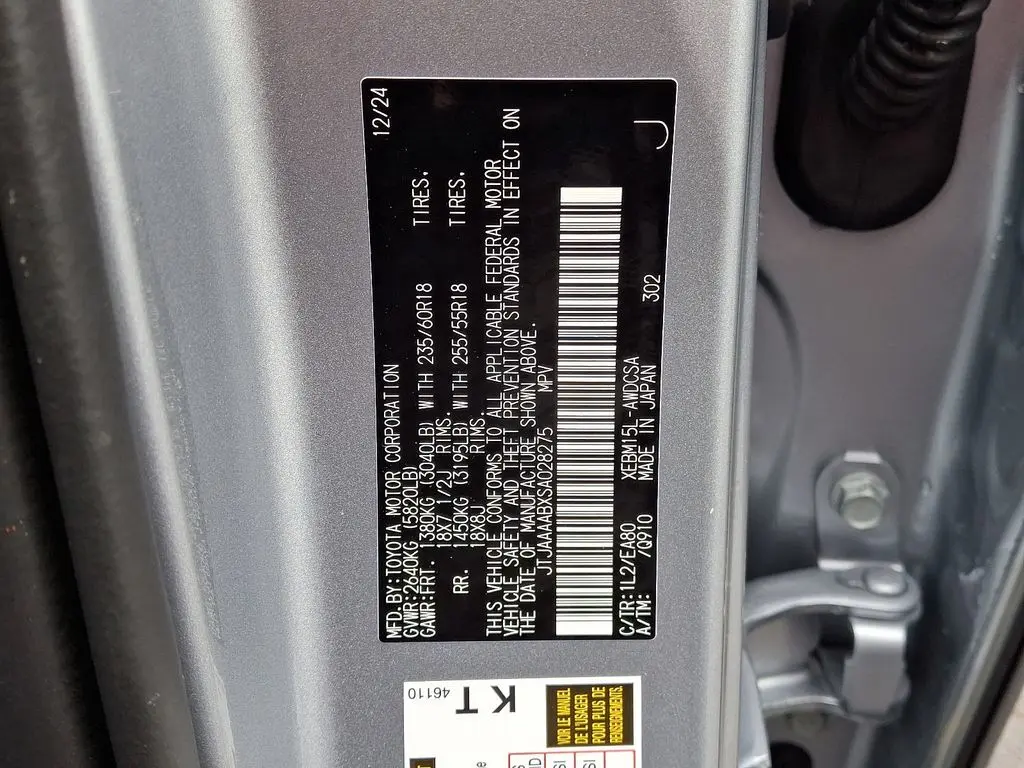 MFD.BY:TOYOTA MOTOR CORPORATION 12/24
GVWR:2640KG (5820LB)
GAWR:FRT. 1380KG (3040LB) WITH 235/60R18 TIRES,
18X7 1/2J RIMS.
RR. 1450KG (3195LB) WITH 255/55R18 TIRES,
18X8J RIMS.
THIS VEHICLE CONFORMS TO ALL APPLICABLE FEDERAL MOTOR
VEHICLE SAFETY AND THEFT PREVENTION STANDARDS IN EFFECT ON
THE DATE OF MANUFACTURE SHOWN ABOVE.
JTJAAAABXSA028275 MPV
C/TR:1L2/EA80 XEBM15L-AWDCSA
A/TM: /Q910 MADE IN JAPAN 302
J
46110
KT
VOIR LE MANUEL
DE L'USAGER
POUR PLUS DE
RENSEIGNEMENTS